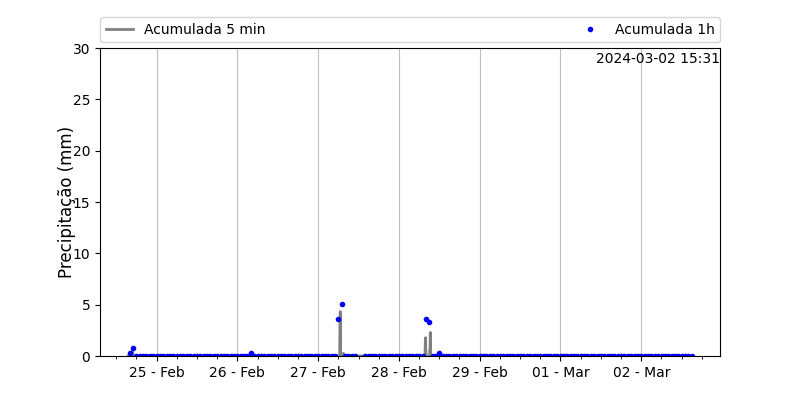 Acumulada 5 min
Acumulada 1h
2024-03-02 15:31
Precipitação (mm)
30
25
20
15
10
5
0
25 - Feb
26 - Feb
27 - Feb
28 - Feb
29 - Feb
01 - Mar
02 - Mar